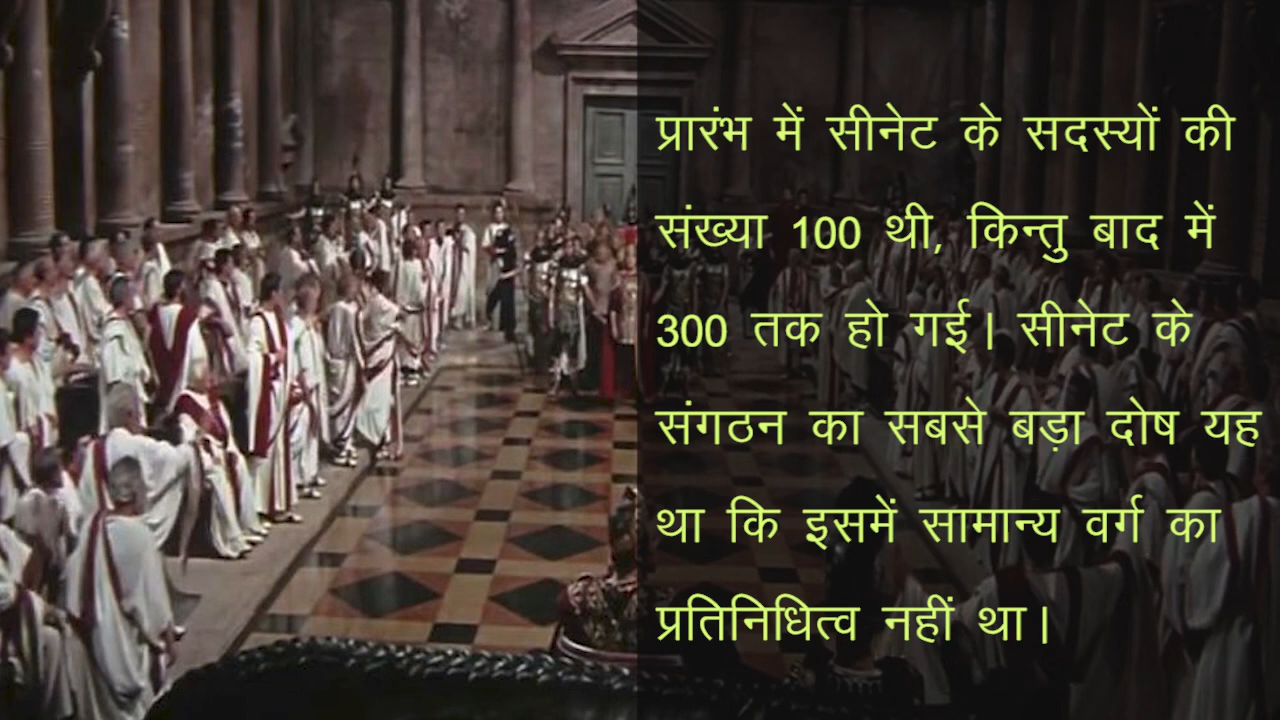 प्रारंभ में सीनेट के सदस्यों की
संख्या 100 थी, किन्तु बाद में
300 तक हो गई। सीनेट के
संगठन का सबसे बड़ा दोष यह
था कि इसमें सामान्य वर्ग का
प्रतिनिधित्व नहीं था।